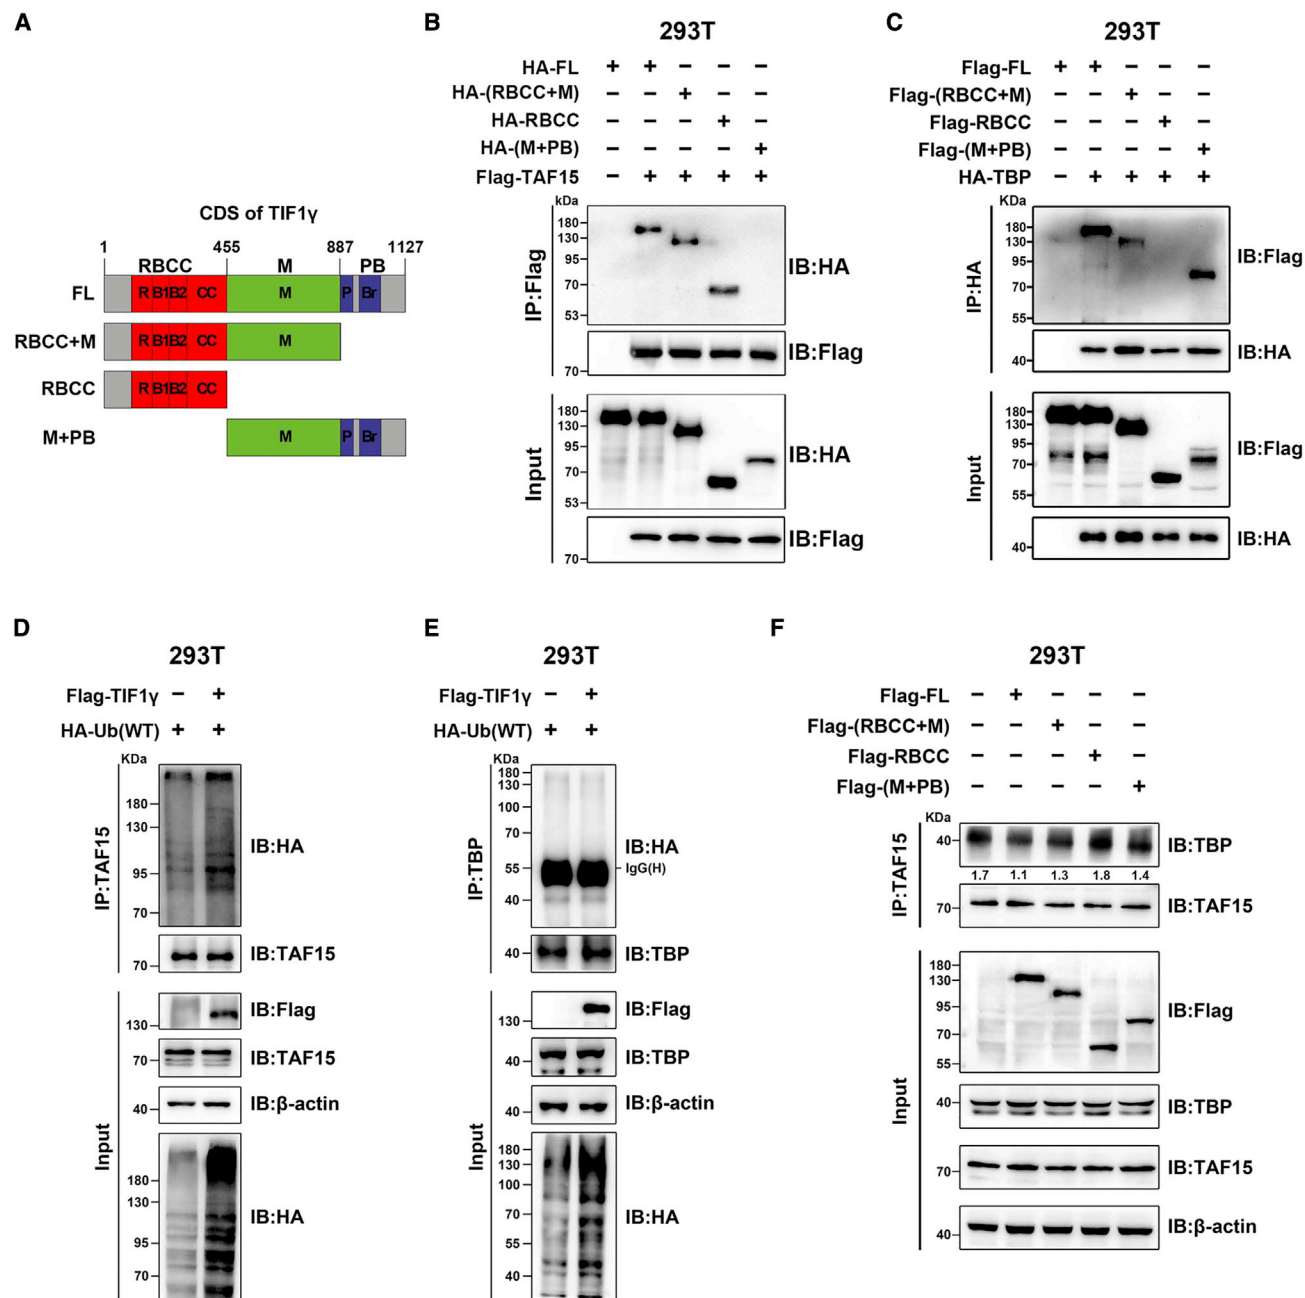 A
CDS of TIF1γ
1 455 887 1127
RBCC M PB
FL R B1 B2 CC M P Br
RBCC+M R B1 B2 CC M
RBCC R B1 B2 CC
M+PB M P Br
B
293T
HA-FL + + − − −
HA-(RBCC+M) − − + − −
HA-RBCC − − − + −
HA-(M+PB) − − − − +
Flag-TAF15 − + + + +
kDa
IP:Flag
180
130
95
70
53
IB:HA
70
IB:Flag
Input
180
130
95
70
53
IB:HA
70
IB:Flag
C
293T
Flag-FL + + − − −
Flag-(RBCC+M) − − + − −
Flag-RBCC − − − + −
Flag-(M+PB) − − − − +
HA-TBP − + + + +
kDa
IP:HA
180
130
95
70
55
IB:Flag
40
IB:HA
Input
180
130
95
70
55
IB:Flag
40
IB:HA
D
293T
Flag-TIF1γ − +
HA-Ub(WT) + +
KDa
IP:TAF15
180
130
95
70
IB:HA
70
IB:TAF15
Input
130
IB:Flag
70
IB:TAF15
40
IB:β-actin
180
130
95
70
IB:HA
E
293T
Flag-TIF1γ − +
HA-Ub(WT) + +
KDa
IP:TBP
180
130
100
70
55
40
IB:HA
IgG(H)
40
IB:TBP
Input
130
IB:Flag
40
IB:TBP
40
IB:β-actin
180
130
100
70
55
40
IB:HA
F
293T
Flag-FL − + − − −
Flag-(RBCC+M) − − + − −
Flag-RBCC − − − + −
Flag-(M+PB) − − − − +
KDa
IP:TAF15
40
IB:TBP
1.7 1.1 1.3 1.8 1.4
70
IB:TAF15
Input
180
130
95
70
55
IB:Flag
40
IB:TBP
70
IB:TAF15
40
IB:β-actin